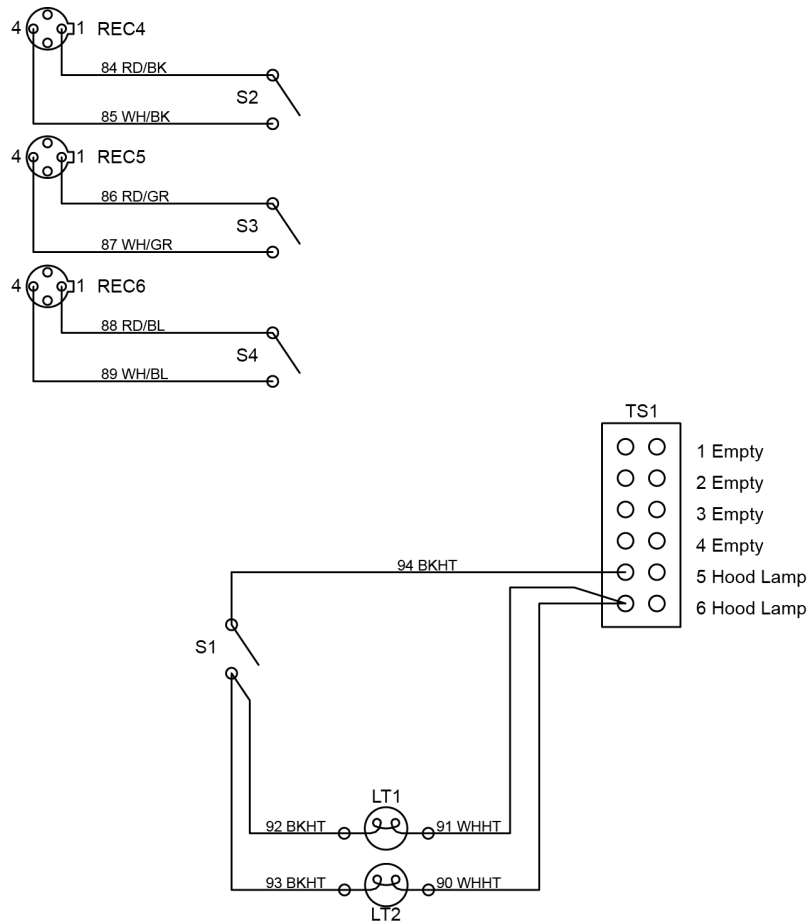 4 1 REC4
84 RD/BK
S2
85 WH/BK
4 1 REC5
86 RD/GR
S3
87 WH/GR
4 1 REC6
88 RD/BL
S4
89 WH/BL
TS1
1 Empty
2 Empty
3 Empty
4 Empty
94 BKHT
5 Hood Lamp
6 Hood Lamp
S1
LT1
92 BKHT 91 WHHT
93 BKHT 90 WHHT
LT2